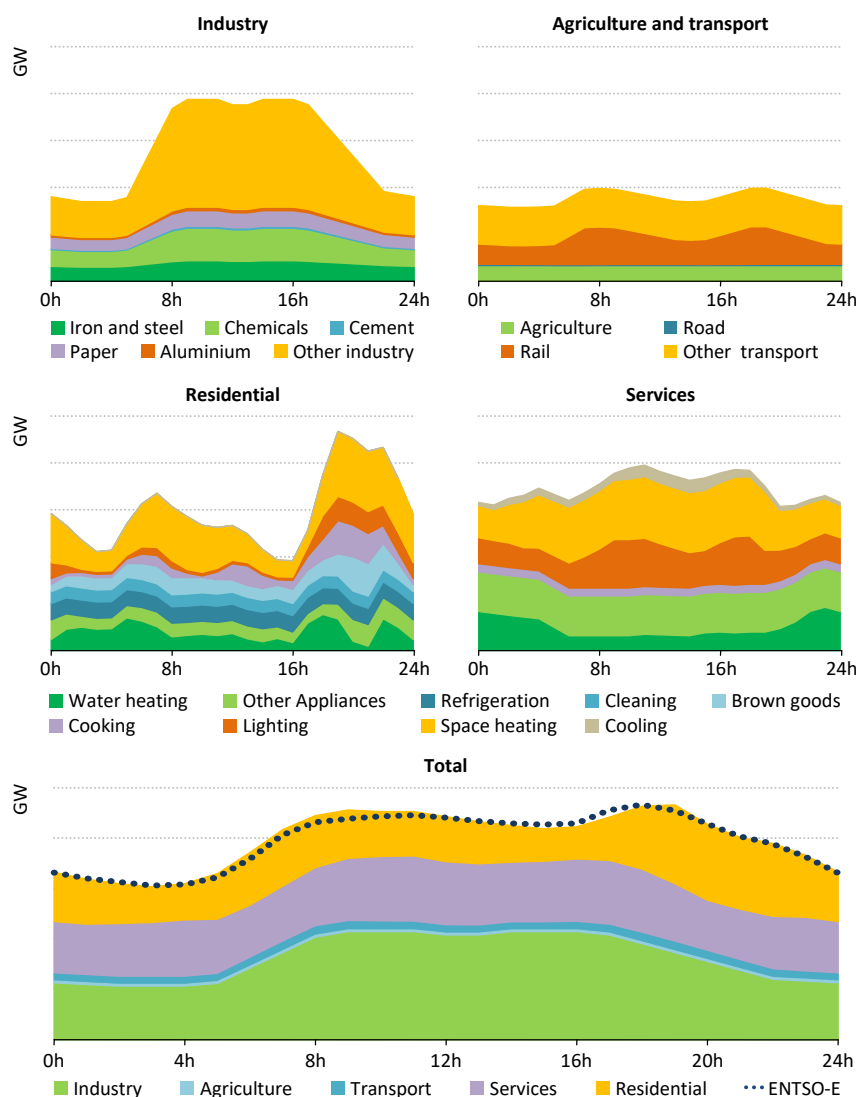 Industry
GW
0h 8h 16h 24h
Iron and steel Chemicals Cement
Paper Aluminium Other industry
Agriculture and transport
0h 8h 16h 24h
Agriculture Road
Rail Other transport
Residential
GW
0h 8h 16h 24h
Services
0h 8h 16h 24h
Water heating Other Appliances Refrigeration Cleaning Brown goods
Cooking Lighting Space heating Cooling
Total
GW
0h 4h 8h 12h 16h 20h 24h
Industry Agriculture Transport Services Residential ENTSO-E